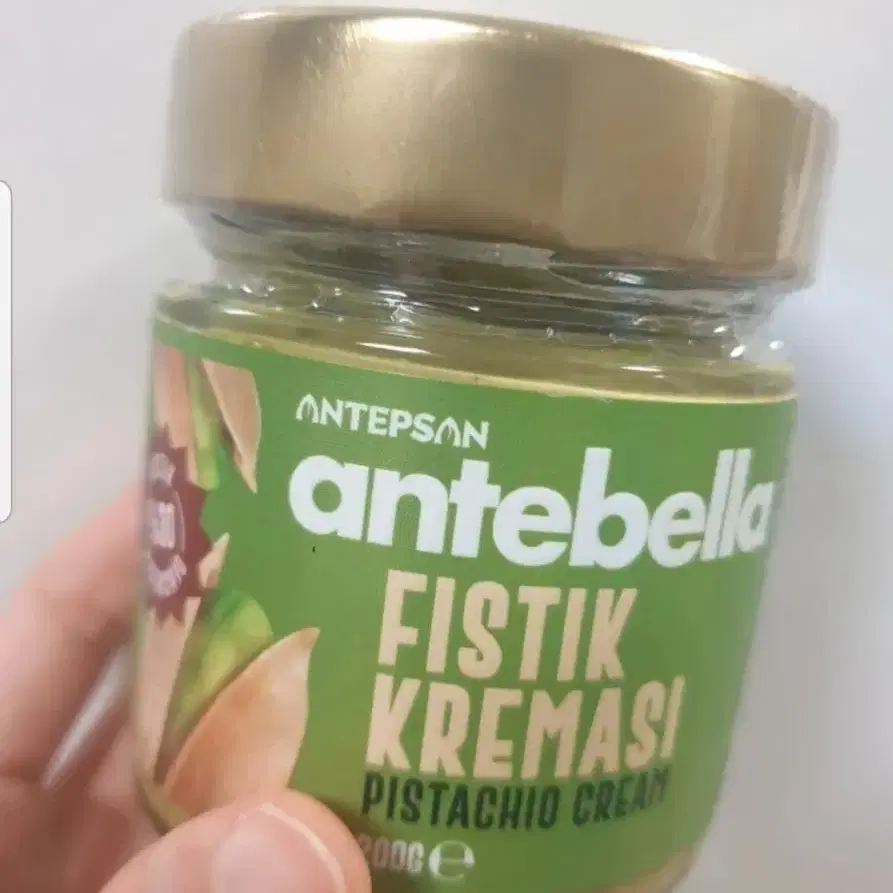 ANTEPSAN
antebella
FISTIK
KREMASI
PISTACHIO CREAM
200G e